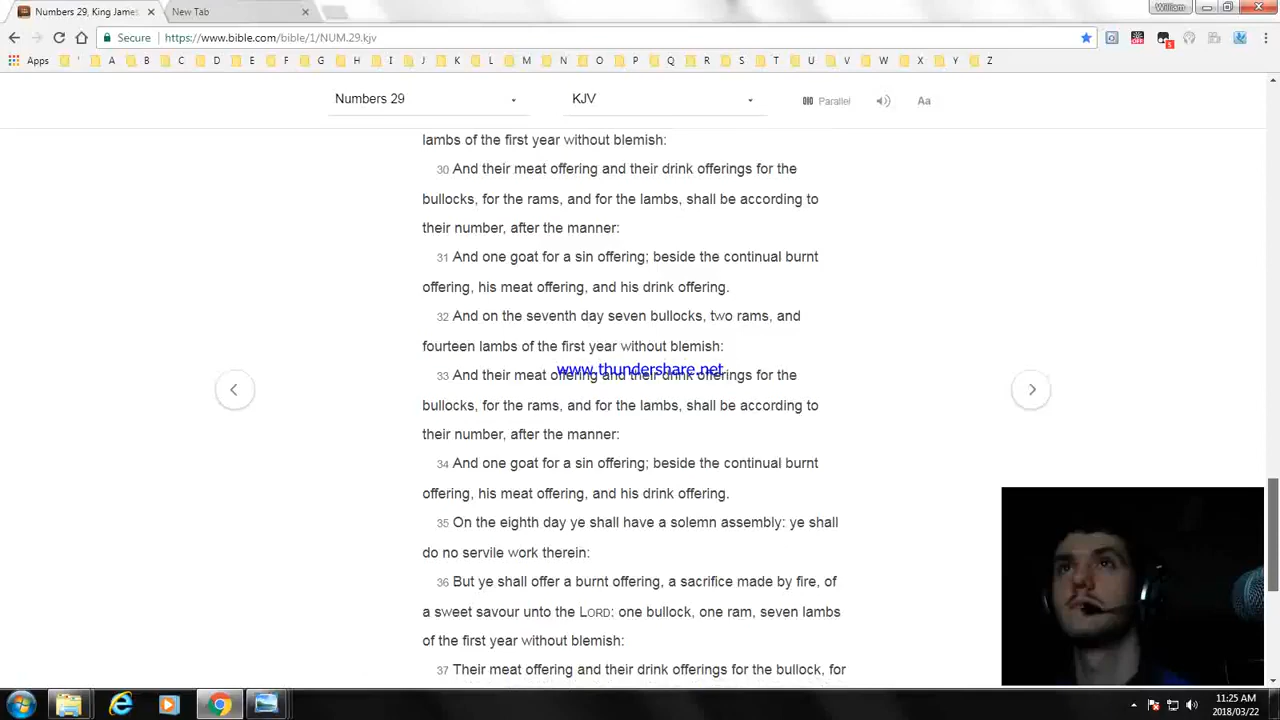 Numbers 29, King Jame
New Tab
William
Secure
https://www.bible.com/bible/1/NUM.29.kjv
Apps ' A B C D E F G H I J K L M N O P Q R S T U V W X Y Z
Numbers 29
KJV
Parallel
Aa
lambs of the first year without blemish:
30 And their meat offering and their drink offerings for the
bullocks, for the rams, and for the lambs, shall be according to
their number, after the manner:
31 And one goat for a sin offering; beside the continual burnt
offering, his meat offering, and his drink offering.
32 And on the seventh day seven bullocks, two rams, and
fourteen lambs of the first year without blemish:
www.thundershare.net
33 And their meat offering and their drink offerings for the
bullocks, for the rams, and for the lambs, shall be according to
their number, after the manner:
34 And one goat for a sin offering; beside the continual burnt
offering, his meat offering, and his drink offering.
35 On the eighth day ye shall have a solemn assembly: ye shall
do no servile work therein:
36 But ye shall offer a burnt offering, a sacrifice made by fire, of
a sweet savour unto the LORD: one bullock, one ram, seven lambs
of the first year without blemish:
37 Their meat offering and their drink offerings for the bullock, for
11:25 AM
2018/03/22